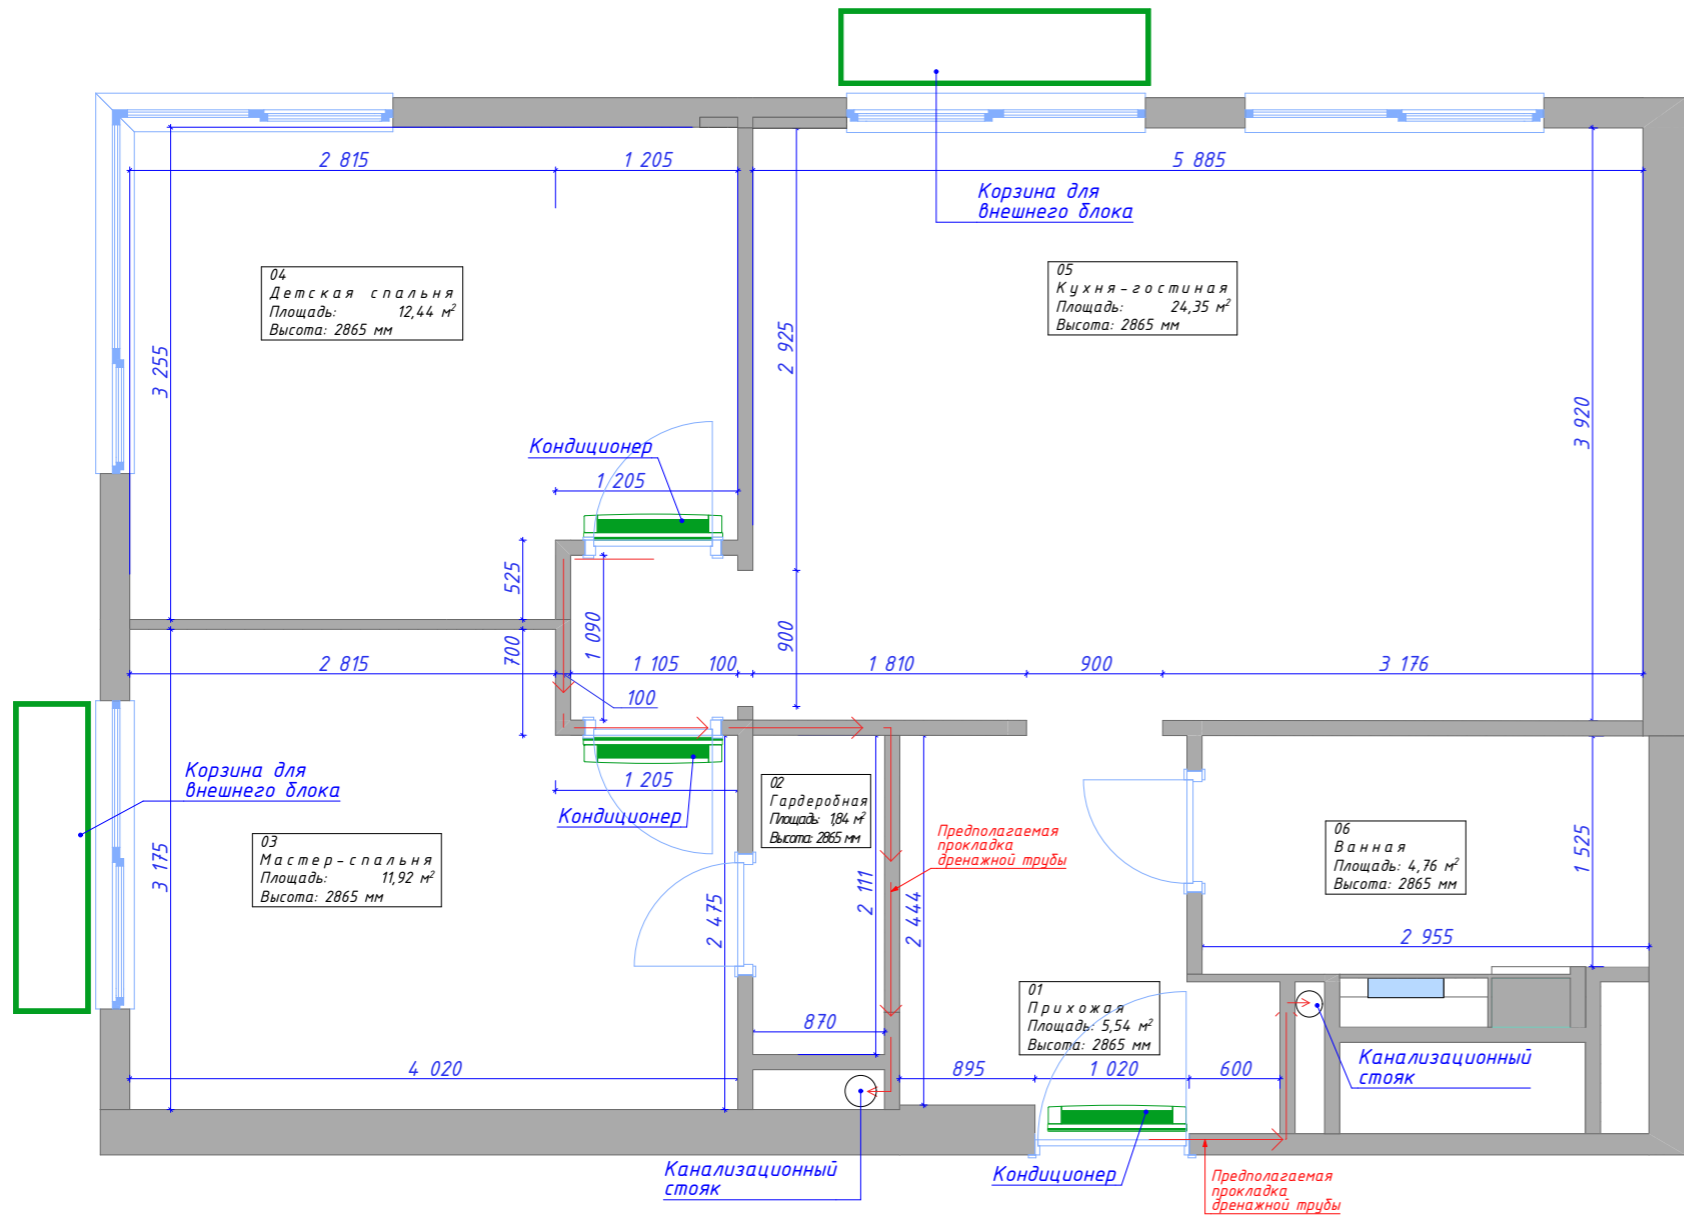 2 815
1 205
5 885
Корзина для
внешнего блока
04
Детская спальня
Площадь: 12,44 м²
Высота: 2865 мм
05
Кухня-гостиная
Площадь: 24,35 м²
Высота: 2865 мм
3 255
2 925
3 920
Кондиционер
1 205
525
1 090
900
700
2 815
1 105
100
1 810
900
3 176
100
Корзина для
внешнего блока
1 205
Кондиционер
02
Гардеробная
Площадь: 1,84 м²
Высота: 2865 мм
Предполагаемая
прокладка
дренажной трубы
03
Мастер-спальня
Площадь: 11,92 м²
Высота: 2865 мм
06
Ванная
Площадь: 4,76 м²
Высота: 2865 мм
3 175
2 475
2 111
2 444
1 525
2 955
01
Прихожая
Площадь: 5,54 м²
Высота: 2865 мм
870
4 020
895
1 020
600
Канализационный
стояк
Канализационный
стояк
Кондиционер
Предполагаемая
прокладка
дренажной трубы